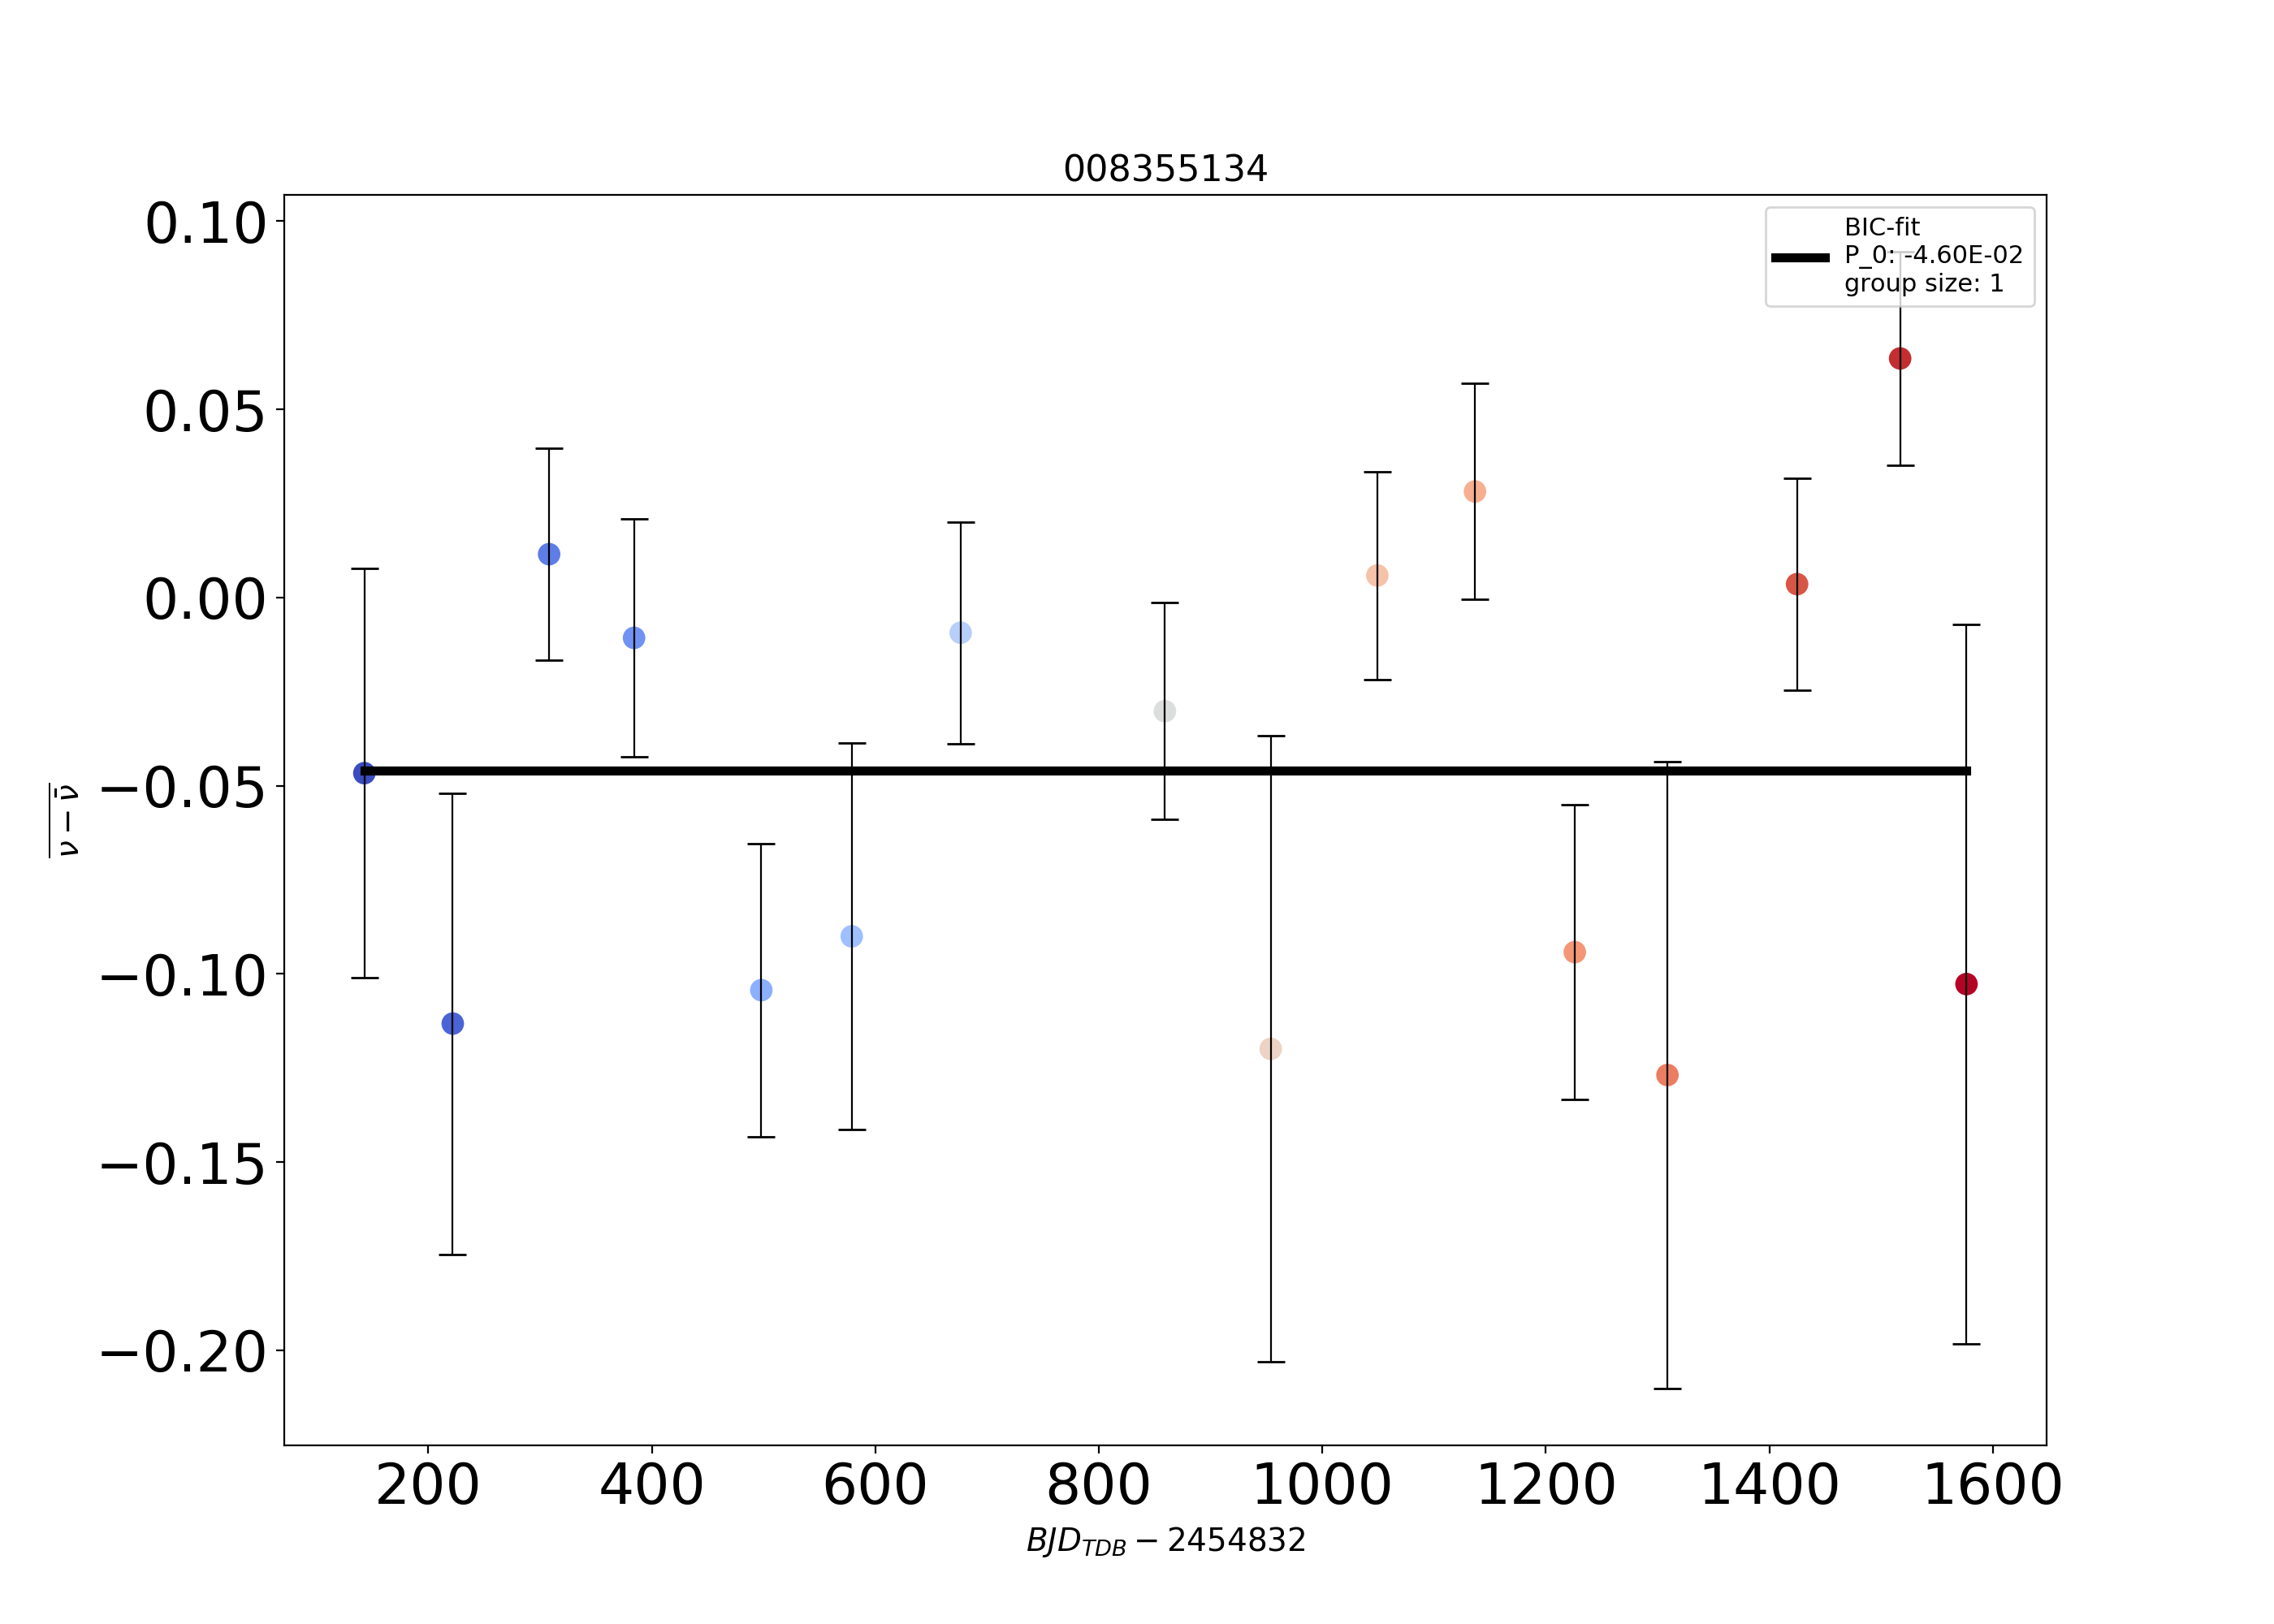 008355134
BIC-fit
P_0: -4.60E-02
group size: 1
0.10
0.05
0.00
−0.05
−0.10
−0.15
−0.20
ν − ν̄
200 400 600 800 1000 1200 1400 1600
BJD_TDB − 2454832